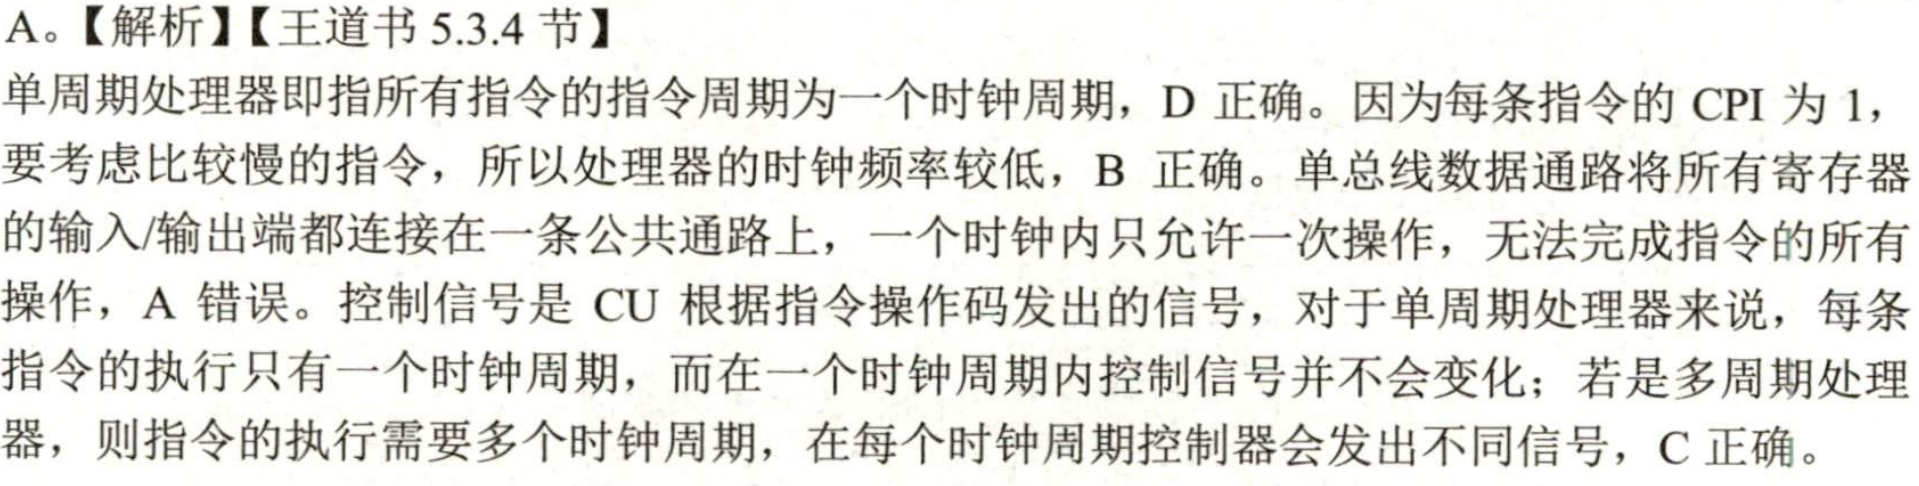 A。【解析】【王道书 5.3.4 节】
单周期处理器即指所有指令的指令周期为一个时钟周期，D 正确。因为每条指令的 CPI 为 1，
要考虑比较慢的指令，所以处理器的时钟频率较低，B 正确。单总线数据通路将所有寄存器
的输入/输出端都连接在一条公共通路上，一个时钟内只允许一次操作，无法完成指令的所有
操作，A 错误。控制信号是 CU 根据指令操作码发出的信号，对于单周期处理器来说，每条
指令的执行只有一个时钟周期，而在一个时钟周期内控制信号并不会变化；若是多周期处理
器，则指令的执行需要多个时钟周期，在每个时钟周期控制器会发出不同信号，C 正确。